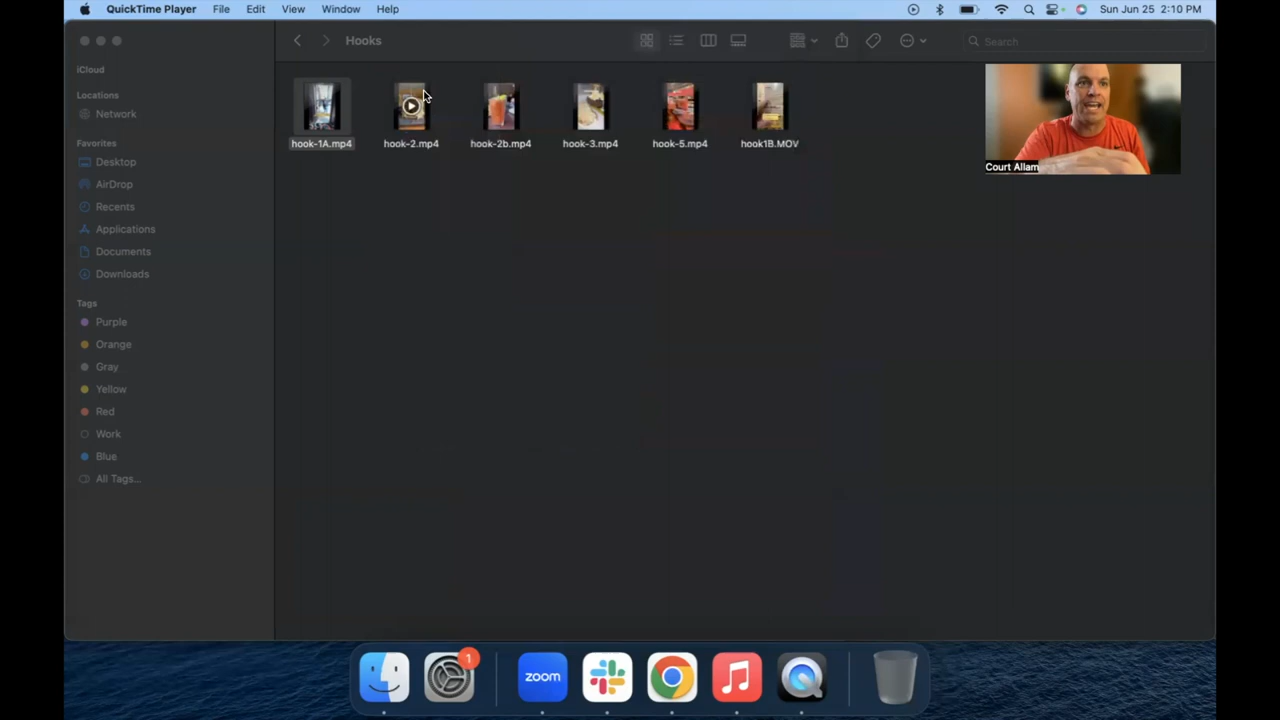 QuickTime Player File Edit View Window Help Sun Jun 25 2:10 PM
Hooks
Search
iCloud
Locations
Network
Favorites
Desktop
AirDrop
Recents
Applications
Documents
Downloads
Tags
Purple
Orange
Gray
Yellow
Red
Work
Blue
All Tags...
hook-1A.mp4 hook-2.mp4 hook-2b.mp4 hook-3.mp4 hook-5.mp4 hook1B.MOV
Court Allam
1
zoom